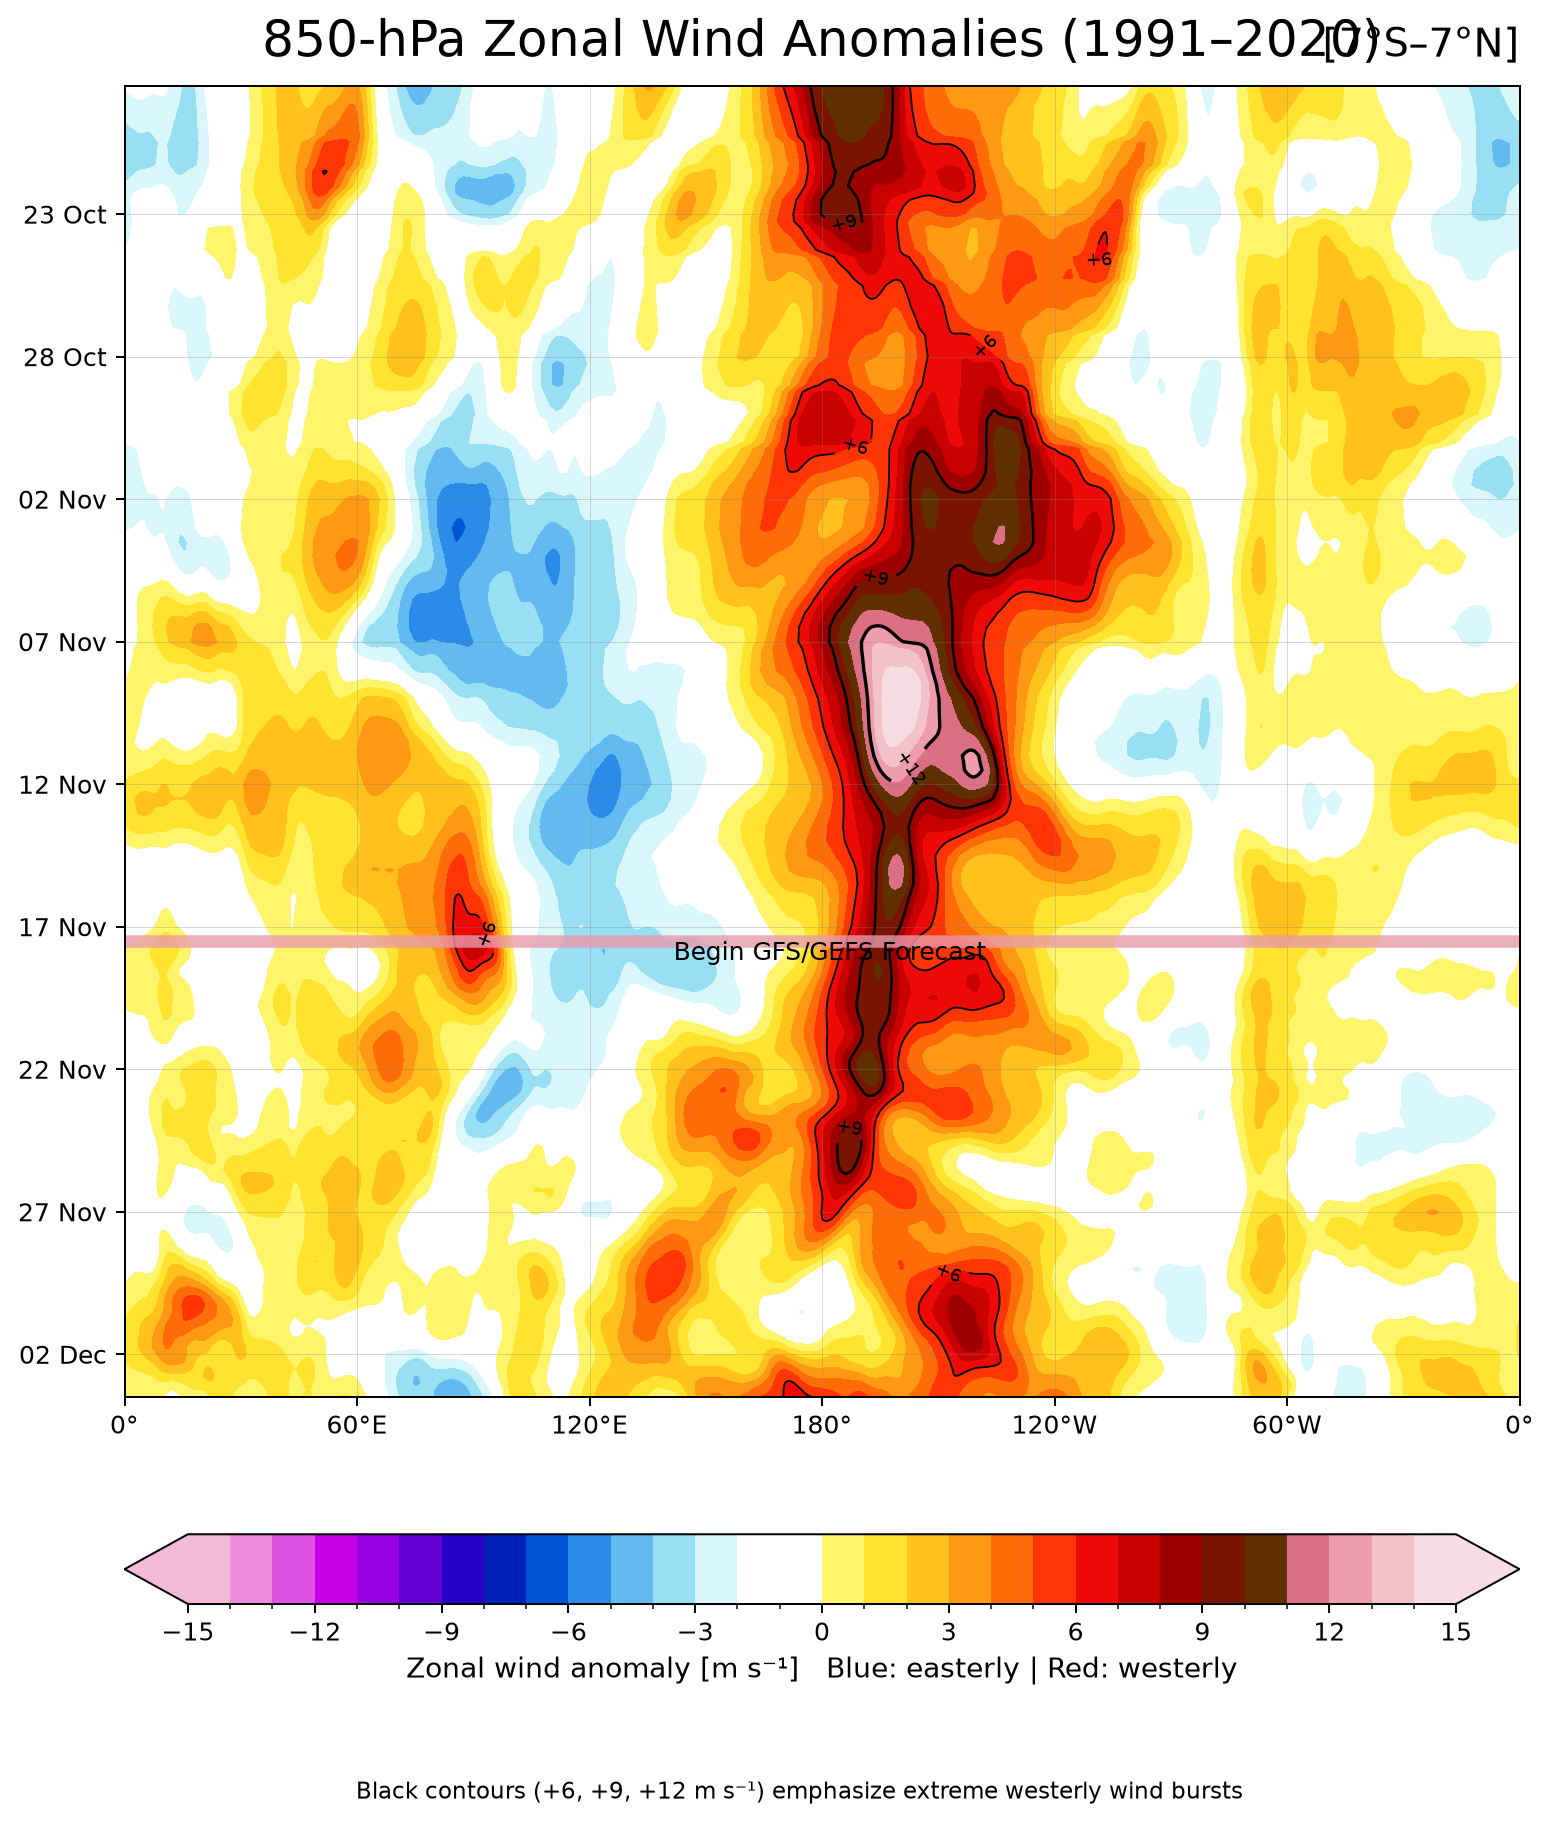 850-hPa Zonal Wind Anomalies (1991–2020)
[7°S–7°N]
+9
+6
23 Oct
+6
28 Oct
+6
02 Nov
+9
07 Nov
+12
12 Nov
+6
17 Nov
Begin GFS/GEFS Forecast
22 Nov
+9
27 Nov
+6
02 Dec
0° 60°E 120°E 180° 120°W 60°W 0°
−15 −12 −9 −6 −3 0 3 6 9 12 15
Zonal wind anomaly [m s⁻¹] Blue: easterly | Red: westerly
Black contours (+6, +9, +12 m s⁻¹) emphasize extreme westerly wind bursts